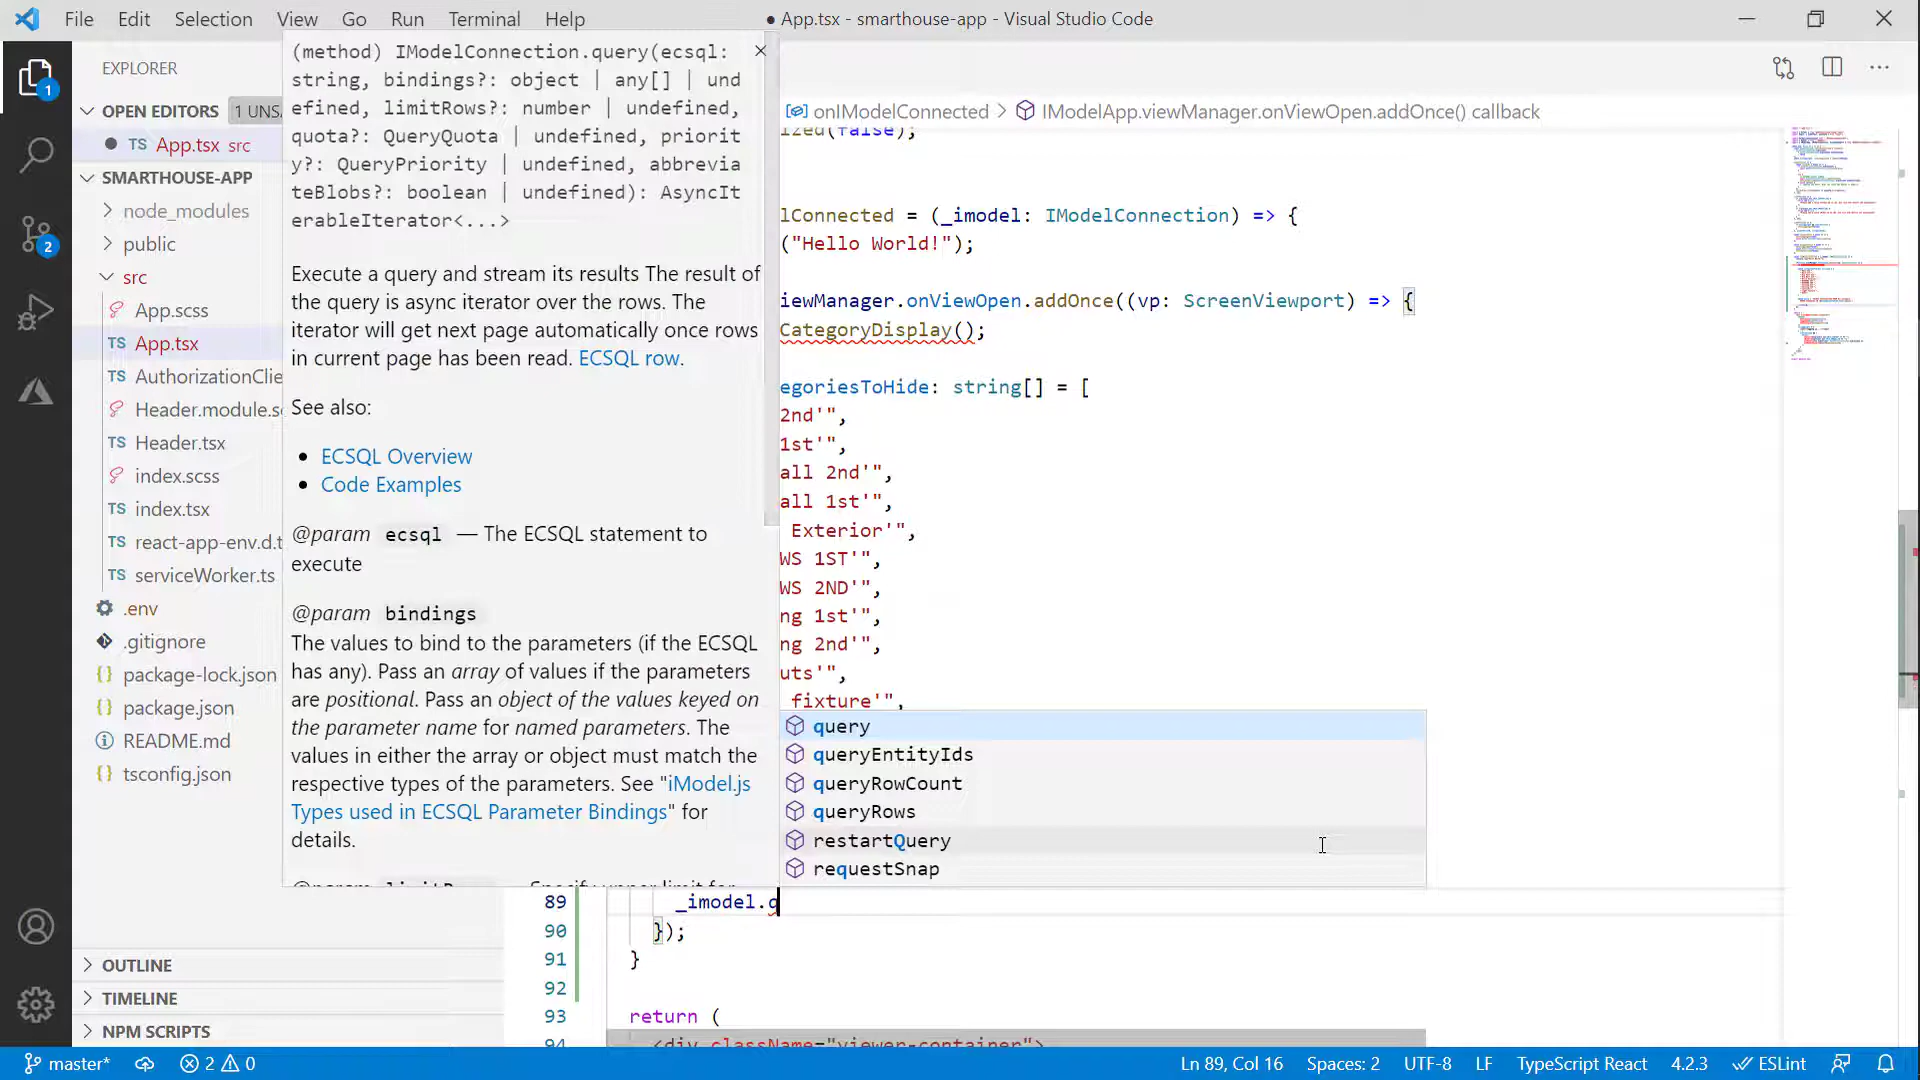 File Edit Selection View Go Run Terminal Help
● App.tsx - smarthouse-app - Visual Studio Code
EXPLORER
OPEN EDITORS 1 UNS
TS App.tsx src
SMARTHOUSE-APP
node_modules
public
src
App.scss
TS App.tsx
TS AuthorizationClie
Header.module.sc
TS Header.tsx
index.scss
TS index.tsx
TS react-app-env.d.t
TS serviceWorker.ts
.env
.gitignore
package-lock.json
package.json
README.md
tsconfig.json
OUTLINE
TIMELINE
NPM SCRIPTS
1
2
(method) IModelConnection.query(ecsql:
string, bindings?: object | any[] | und
efined, limitRows?: number | undefined,
quota?: QueryQuota | undefined, priorit
y?: QueryPriority | undefined, abbrevia
teBlobs?: boolean | undefined): AsyncIt
erableIterator<...>
Execute a query and stream its results The result of
the query is async iterator over the rows. The
iterator will get next page automatically once rows
in current page has been read. ECSQL row.
See also:
• ECSQL Overview
• Code Examples
@param ecsql — The ECSQL statement to
execute
@param bindings
The values to bind to the parameters (if the ECSQL
has any). Pass an array of values if the parameters
are positional. Pass an object of the values keyed on
the parameter name for named parameters. The
values in either the array or object must match the
respective types of the parameters. See "iModel.js
Types used in ECSQL Parameter Bindings" for
details.
onIModelConnected > IModelApp.viewManager.onViewOpen.addOnce() callback
ized(false);
lConnected = (_imodel: IModelConnection) => {
("Hello World!");
iewManager.onViewOpen.addOnce((vp: ScreenViewport) => {
CategoryDisplay();
egoriesToHide: string[] = [
2nd'",
1st'",
all 2nd'",
all 1st'",
Exterior'",
WS 1ST'",
WS 2ND'",
ng 1st'",
ng 2nd'",
uts'",
fixture'",
query
queryEntityIds
queryRowCount
queryRows
restartQuery
requestSnap
89 _imodel.q
90 });
91 }
92
93 return (
94 <div className="viewer-container">
master* 2 0 Ln 89, Col 16 Spaces: 2 UTF-8 LF TypeScript React 4.2.3 ESLint